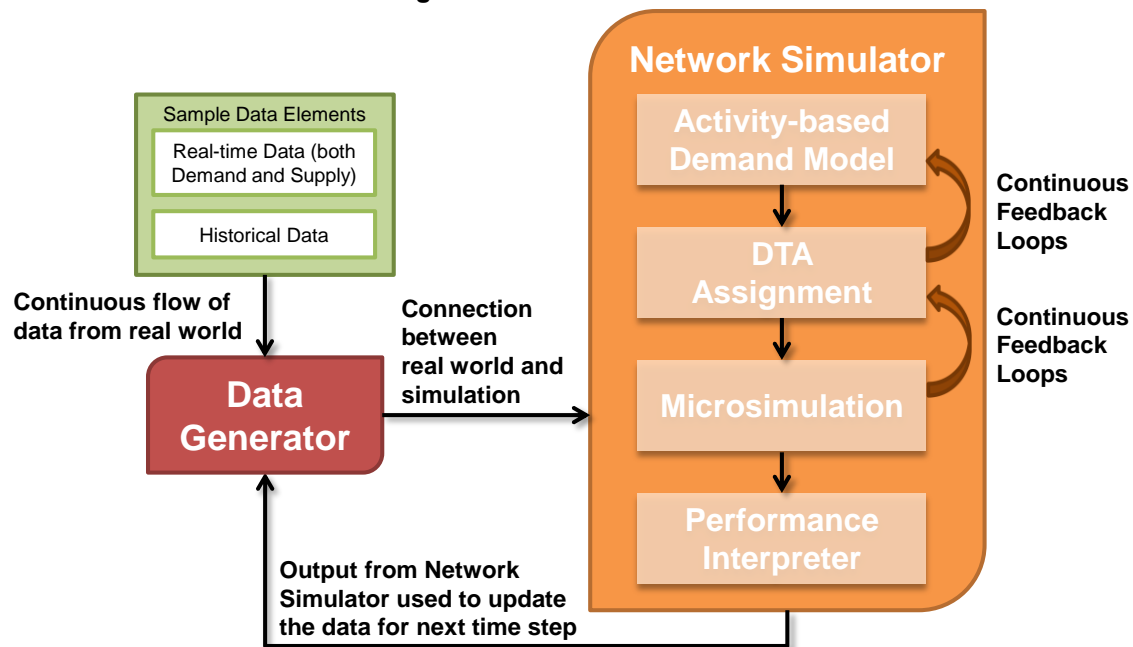 Network Simulator
Sample Data Elements
Real-time Data (both
Demand and Supply)
Historical Data
Continuous flow of
data from real world
Data
Generator
Connection
between
real world and
simulation
Activity-based
Demand Model
DTA
Assignment
Microsimulation
Performance
Interpreter
Continuous
Feedback
Loops
Continuous
Feedback
Loops
Output from Network
Simulator used to update
the data for next time step